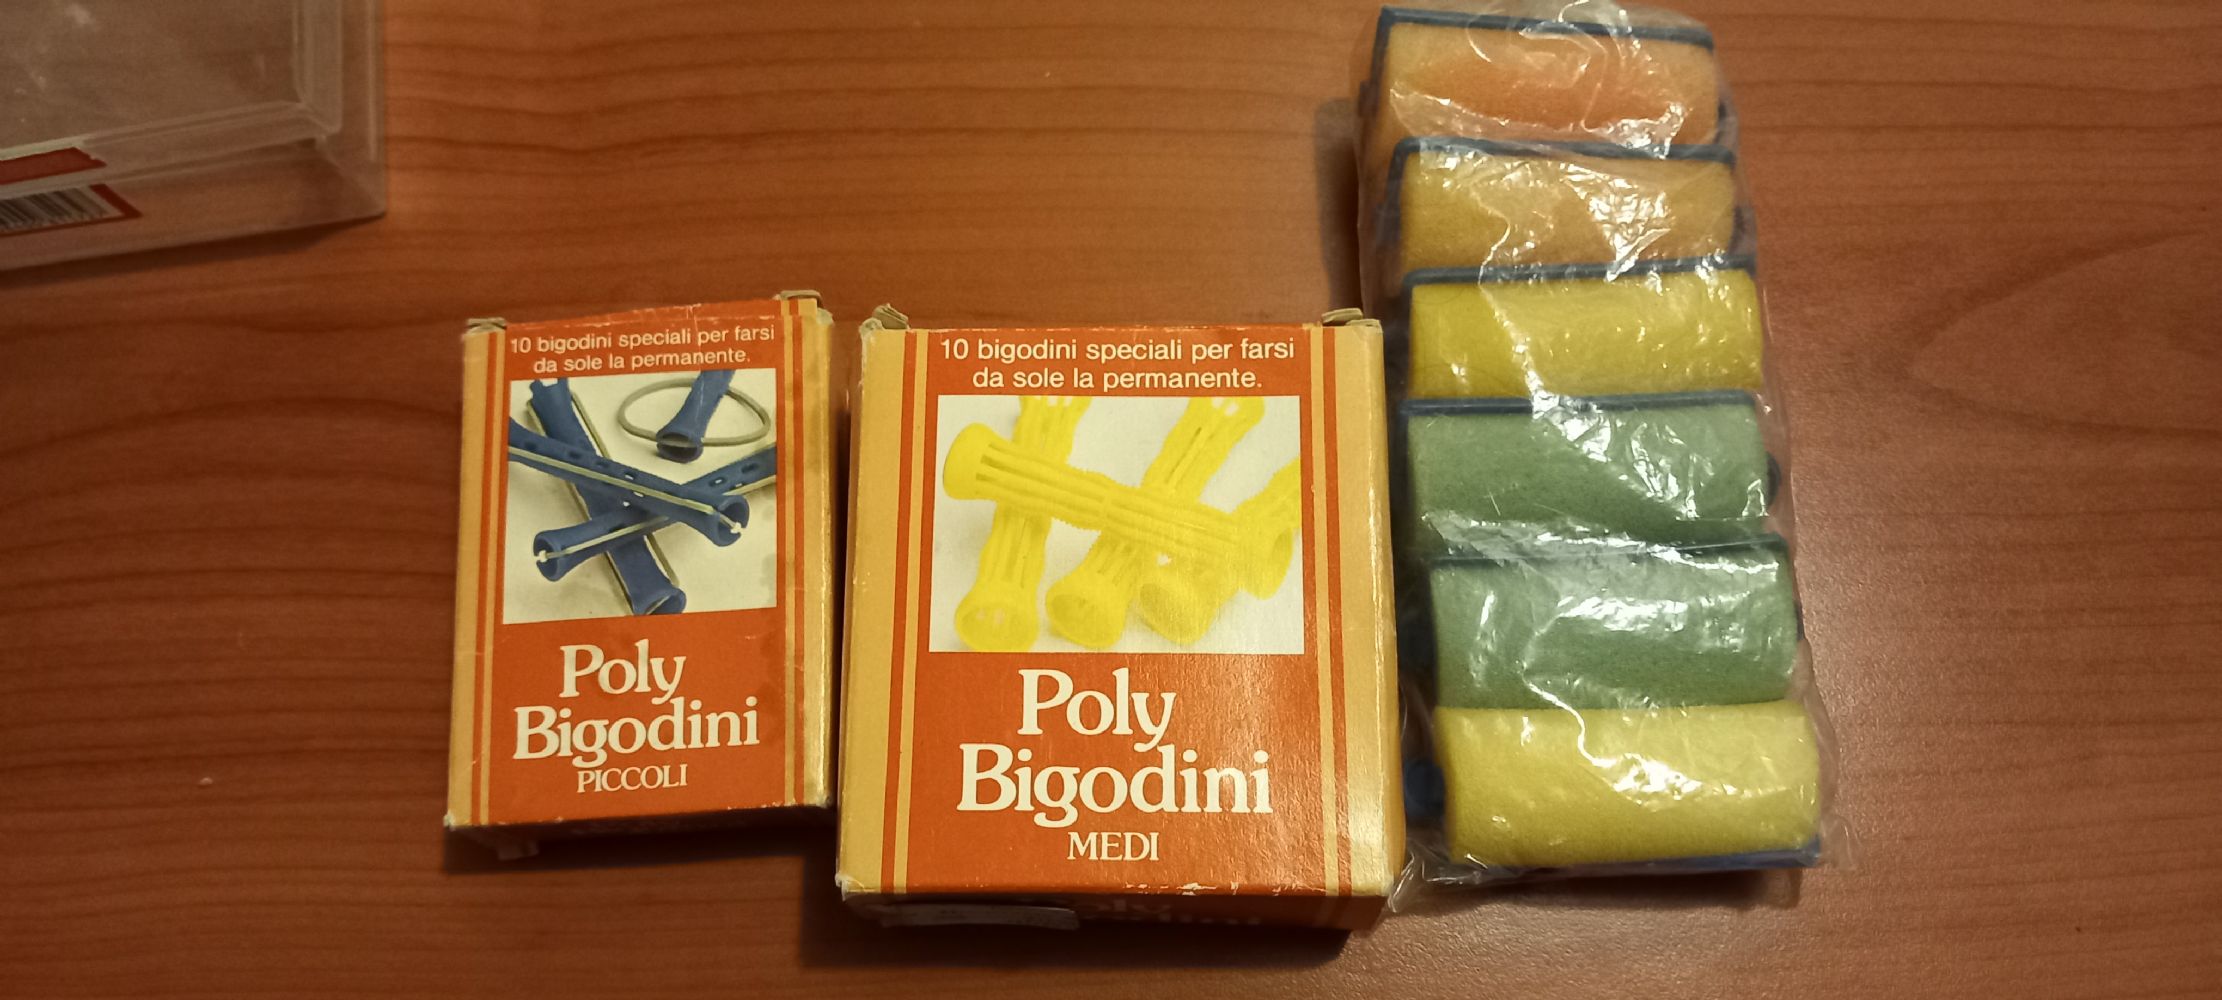 10 bigodini speciali per farsi
da sole la permanente.
Poly
Bigodini
PICCOLI
10 bigodini speciali per farsi
da sole la permanente.
Poly
Bigodini
MEDI